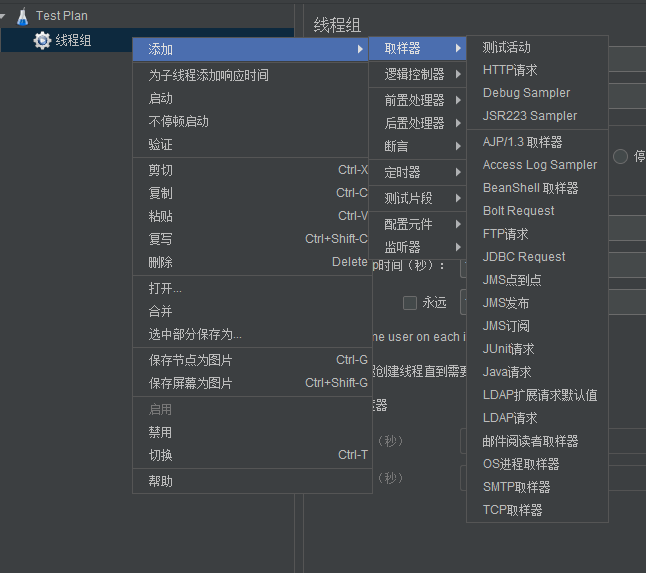 Test Plan
线程组
线程组
添加
为子线程添加响应时间
启动
不停顿启动
验证
剪切 Ctrl-X
复制 Ctrl-C
粘贴 Ctrl-V
复写 Ctrl+Shift-C
删除 Delete
打开...
合并
选中部分保存为...
保存节点为图片 Ctrl-G
保存屏幕为图片 Ctrl+Shift-G
启用
禁用
切换 Ctrl-T
帮助
取样器
逻辑控制器
前置处理器
后置处理器
断言
定时器
测试片段
配置元件
监听器
测试活动
HTTP请求
Debug Sampler
JSR223 Sampler
AJP/1.3 取样器
Access Log Sampler
BeanShell 取样器
Bolt Request
FTP请求
JDBC Request
JMS点到点
JMS发布
JMS订阅
JUnit请求
Java请求
LDAP扩展请求默认值
LDAP请求
邮件阅读者取样器
OS进程取样器
SMTP取样器
TCP取样器
停
p时间（秒）：
永远
me user on each i
创建线程直到需要
器
（秒）
（秒）